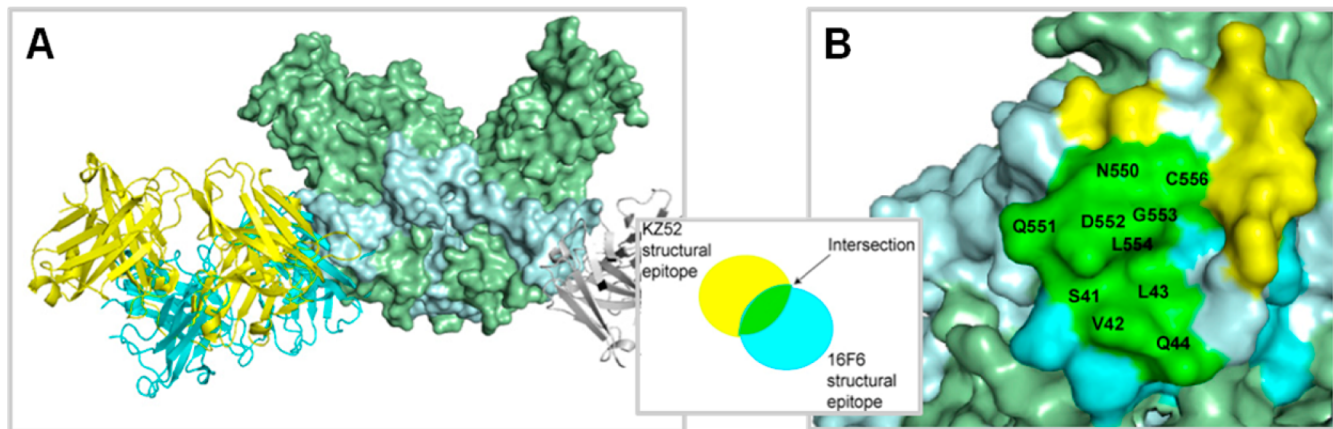 A
KZ52
structural
epitope
Intersection
16F6
structural
epitope
B
N550
C556
Q551
D552
G553
L554
S41
L43
V42
Q44